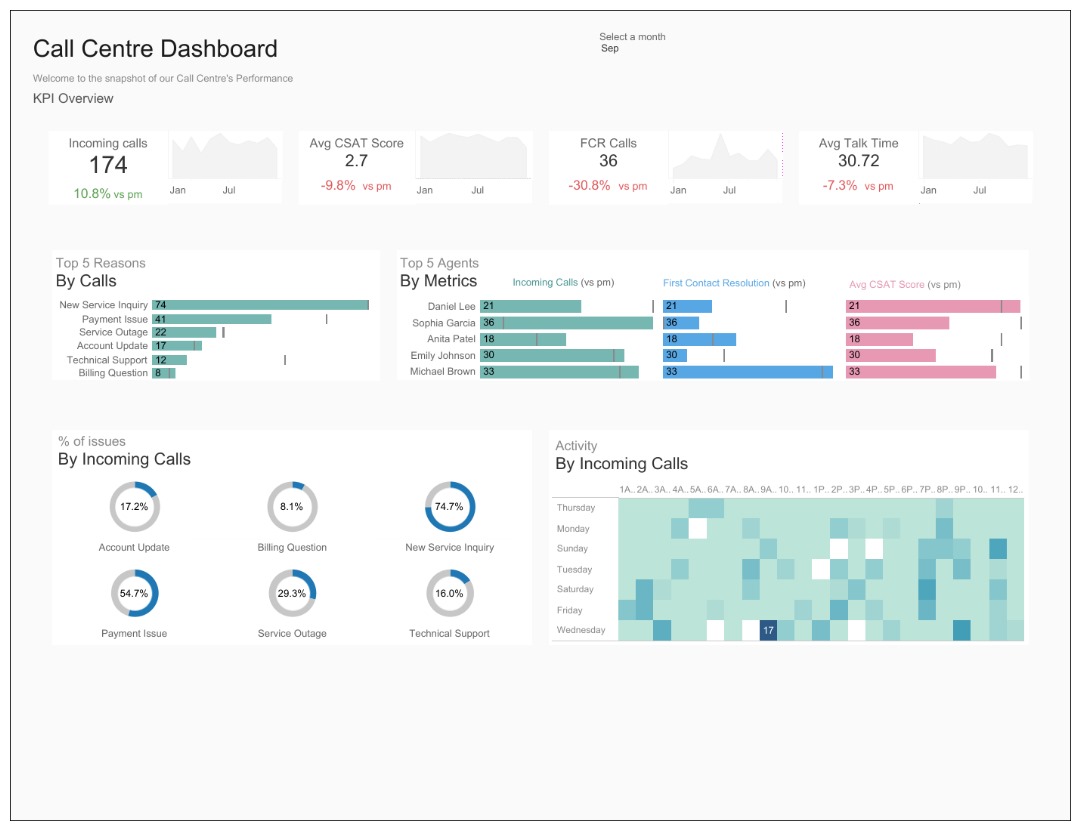 Call Centre Dashboard
Select a month
Sep
Welcome to the snapshot of our Call Centre's Performance
KPI Overview
Incoming calls
174
10.8% vs pm
Jan Jul
Avg CSAT Score
2.7
-9.8% vs pm
Jan Jul
FCR Calls
36
-30.8% vs pm
Jan Jul
Avg Talk Time
30.72
-7.3% vs pm
Jan Jul
Top 5 Reasons
By Calls
New Service Inquiry 74
Payment Issue 41
Service Outage 22
Account Update 17
Technical Support 12
Billing Question 8
Top 5 Agents
By Metrics Incoming Calls (vs pm) First Contact Resolution (vs pm) Avg CSAT Score (vs pm)
Daniel Lee 21 21 21
Sophia Garcia 36 36 36
Anita Patel 18 18 18
Emily Johnson 30 30 30
Michael Brown 33 33 33
% of issues
By Incoming Calls
17.2% 8.1% 74.7%
Account Update Billing Question New Service Inquiry
54.7% 29.3% 16.0%
Payment Issue Service Outage Technical Support
Activity
By Incoming Calls
1A.. 2A.. 3A.. 4A.. 5A.. 6A.. 7A.. 8A.. 9A.. 10.. 11.. 12.. 1P.. 2P.. 3P.. 4P.. 5P.. 6P.. 7P.. 8P.. 9P.. 10.. 11.. 12..
Thursday
Monday
Sunday
Tuesday
Saturday
Friday
Wednesday 17